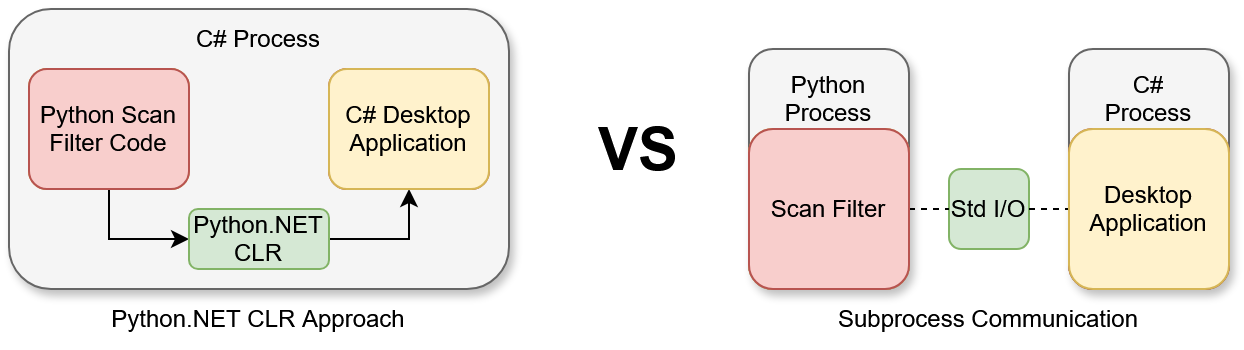 C# Process
Python Scan
Filter Code
C# Desktop
Application
Python.NET
CLR
Python.NET CLR Approach
VS
Python
Process
Scan Filter
Std I/O
C#
Process
Desktop
Application
Subprocess Communication